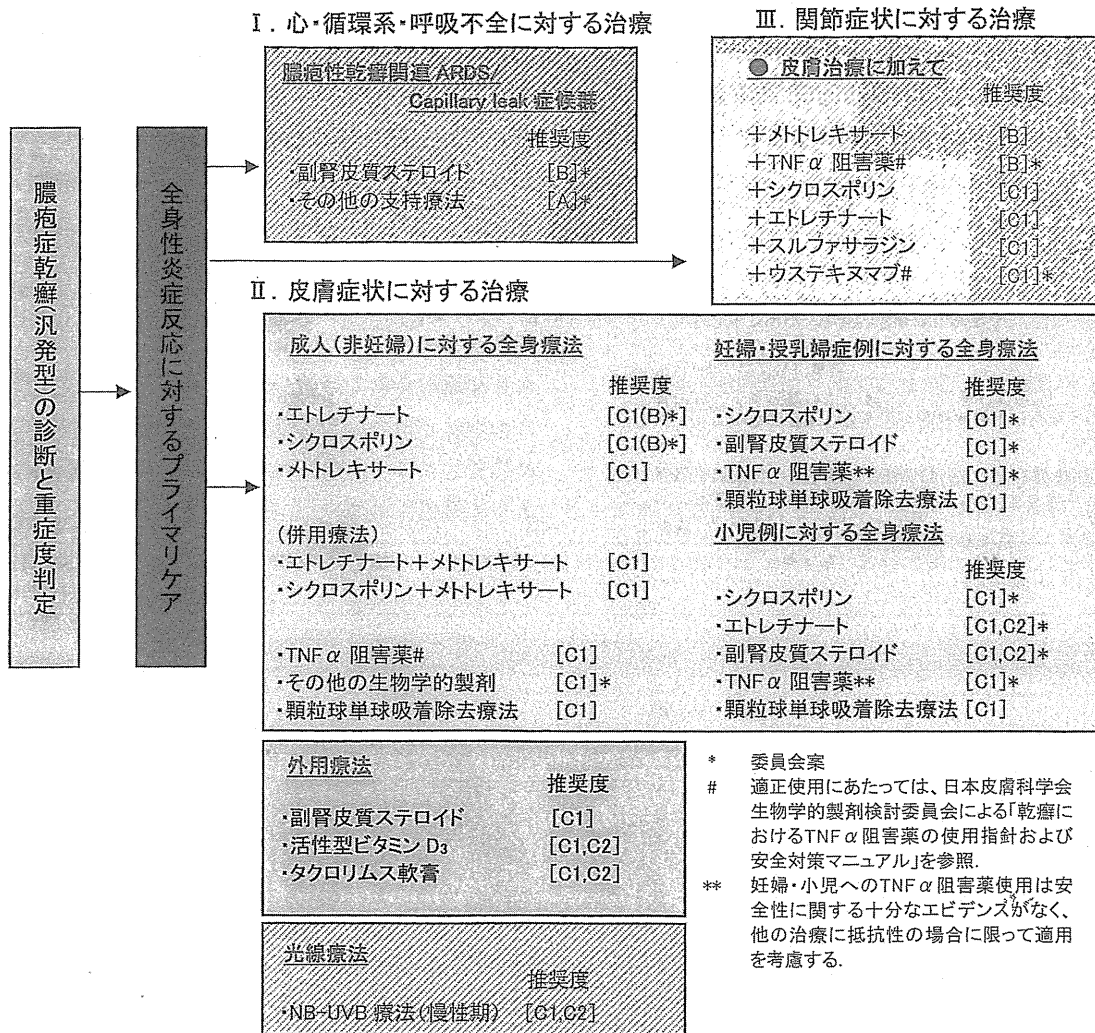 膿疱症乾癬(汎発型)の診断と重症度判定
全身性炎症反応に対するプライマリケア
Ⅰ. 心・循環系・呼吸不全に対する治療
膿疱性乾癬関連 ARDS/
Capillary leak 症候群
推奨度
・副腎皮質ステロイド [B]*
・その他の支持療法 [A]*
Ⅲ. 関節症状に対する治療
● 皮膚治療に加えて
推奨度
+メトトレキサート [B]
+TNFα 阻害薬# [B]*
+シクロスポリン [C1]
+エトレチナート [C1]
+スルファサラジン [C1]
+ウステキヌマブ# [C1]*
Ⅱ. 皮膚症状に対する治療
成人(非妊婦)に対する全身療法
推奨度
・エトレチナート [C1(B)*]
・シクロスポリン [C1(B)*]
・メトトレキサート [C1]
(併用療法)
・エトレチナート+メトトレキサート [C1]
・シクロスポリン+メトトレキサート [C1]
・TNFα 阻害薬# [C1]
・その他の生物学的製剤 [C1]*
・顆粒球単球吸着除去療法 [C1]
妊婦・授乳婦症例に対する全身療法
推奨度
・シクロスポリン [C1]*
・副腎皮質ステロイド [C1]*
・TNFα 阻害薬** [C1]*
・顆粒球単球吸着除去療法 [C1]
小児例に対する全身療法
推奨度
・シクロスポリン [C1]*
・エトレチナート [C1,C2]*
・副腎皮質ステロイド [C1,C2]*
・TNFα 阻害薬** [C1]*
・顆粒球単球吸着除去療法 [C1]
外用療法
推奨度
・副腎皮質ステロイド [C1]
・活性型ビタミン D₃ [C1,C2]
・タクロリムス軟膏 [C1,C2]
光線療法
推奨度
・NB-UVB 療法(慢性期) [C1,C2]
* 委員会案
# 適正使用にあたっては、日本皮膚科学会
生物学的製剤検討委員会による「乾癬に
おけるTNFα阻害薬の使用指針および
安全対策マニュアル」を参照.
** 妊婦・小児へのTNFα阻害薬使用は安
全性に関する十分なエビデンスがなく、
他の治療に抵抗性の場合に限って適用
を考慮する.